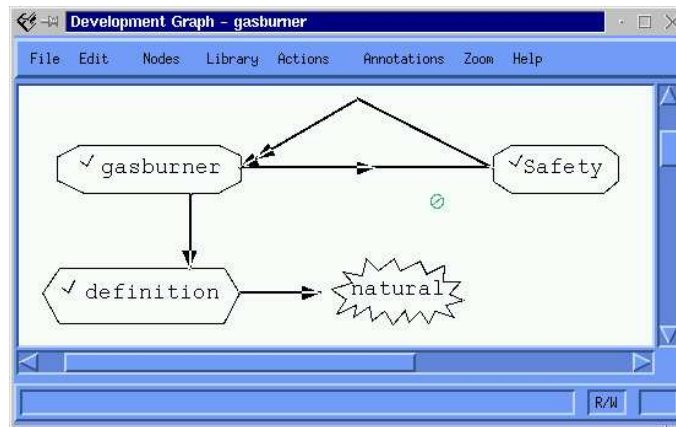 Development Graph - gasburner
File Edit Nodes Library Actions Annotations Zoom Help
gasburner
Safety
definition
natural
R/W